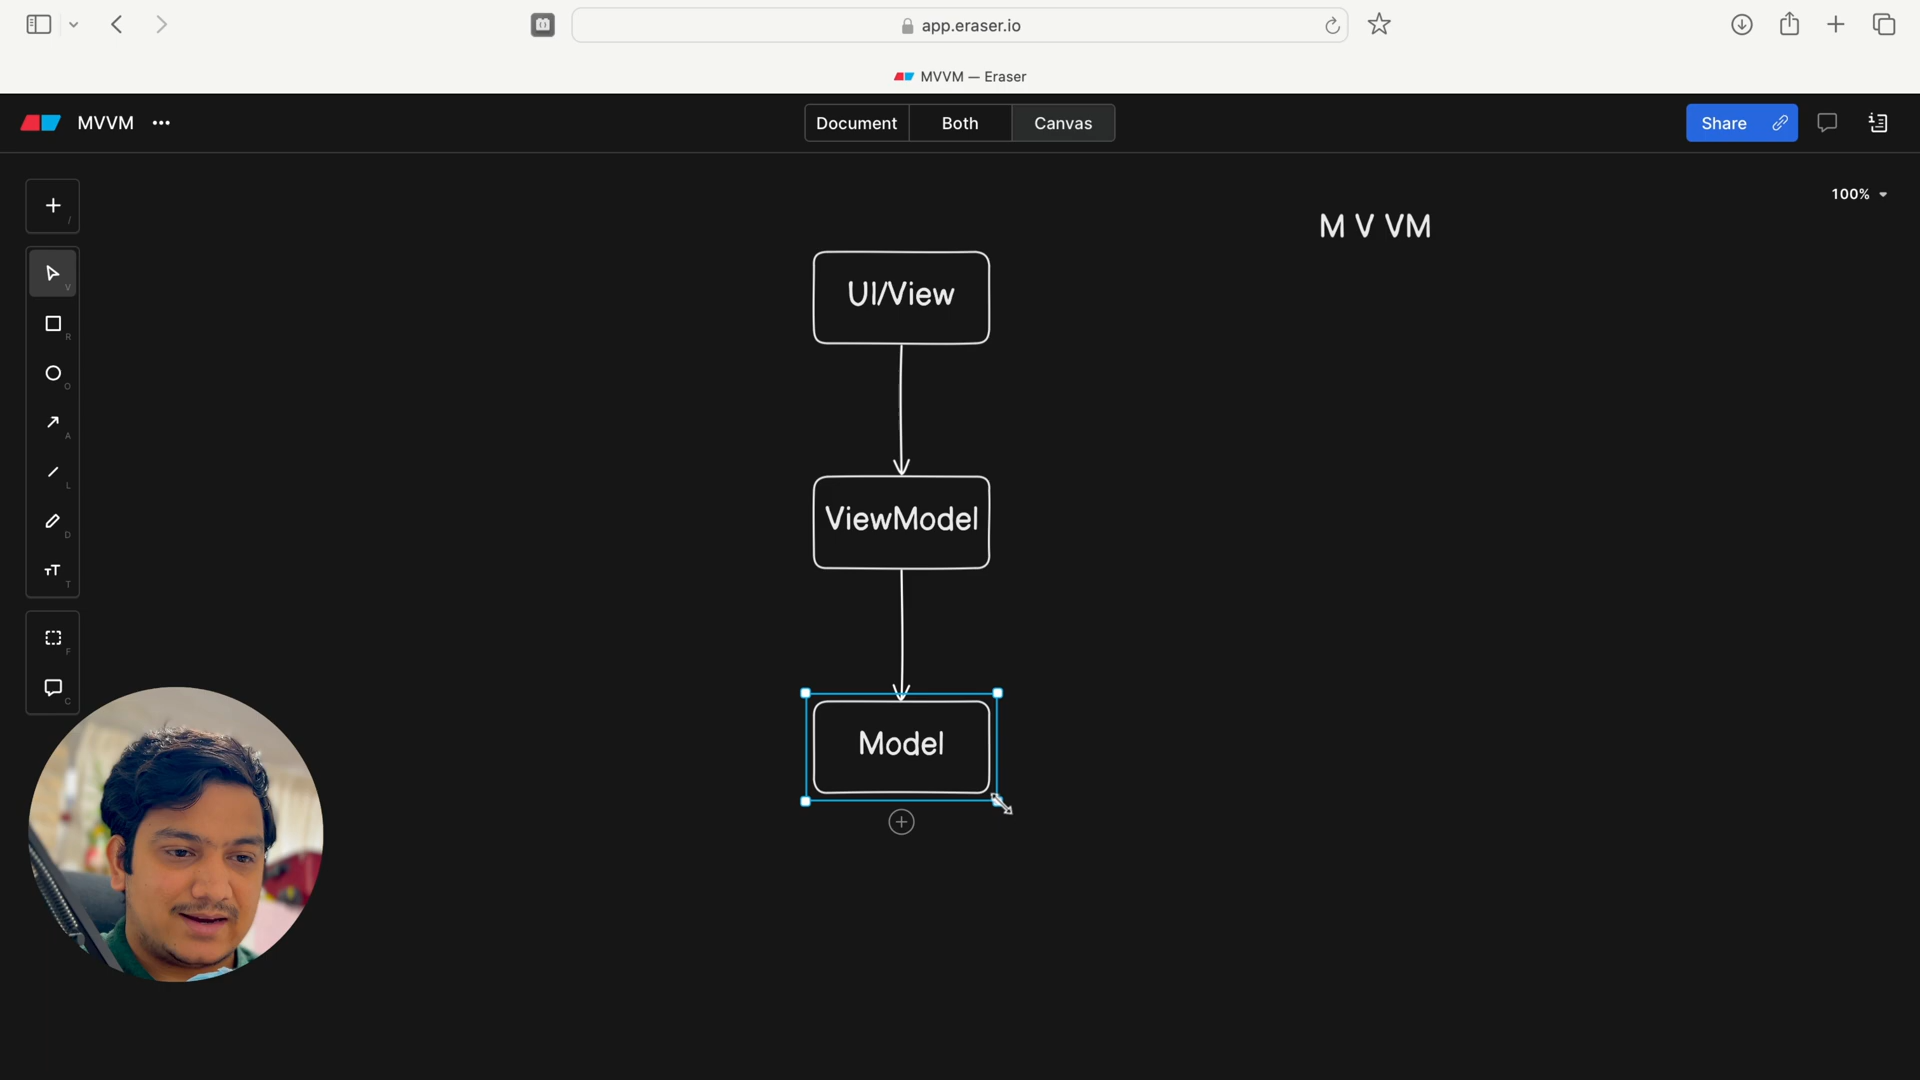 app.eraser.io
MVVM — Eraser
MVVM
Document
Both
Canvas
Share
100%
/
V
R
O
A
L
D
T
F
C
M V VM
UI/View
ViewModel
Model